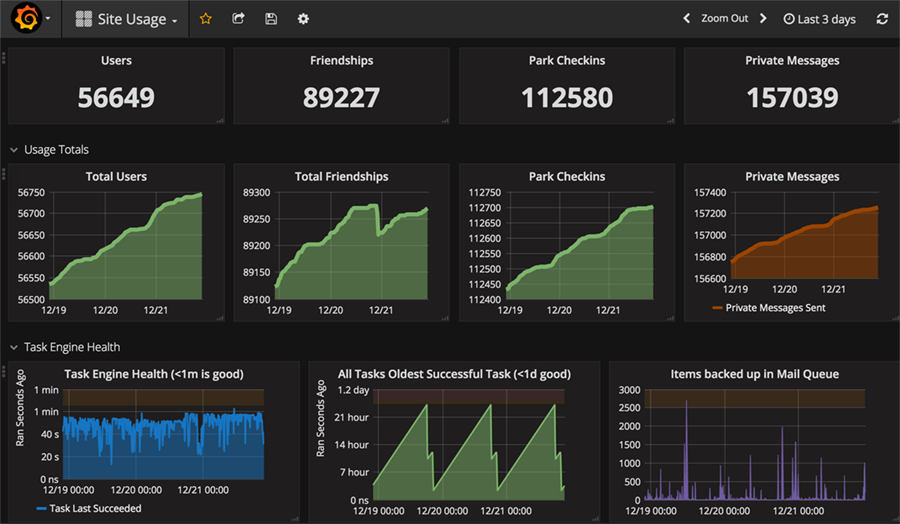 Site Usage
Zoom Out
Last 3 days
Users
Friendships
Park Checkins
Private Messages
56649
89227
112580
157039
Usage Totals
Total Users
56750
56700
56650
56600
56550
56500
12/19 12/20 12/21
Total Friendships
89300
89250
89200
89150
89100
12/19 12/20 12/21
Park Checkins
112750
112700
112650
112600
112550
112500
112450
112400
12/19 12/20 12/21
Private Messages
157400
157200
157000
156800
156600
12/19 12/20 12/21
Private Messages Sent
Task Engine Health
Task Engine Health (<1m is good)
Ran Seconds Ago
1 min
1 min
40 s
20 s
0 ns
12/19 00:00 12/20 00:00 12/21 00:00
Task Last Succeeded
All Tasks Oldest Successful Task (<1d good)
Ran Seconds Ago
1.2 day
21 hour
14 hour
7 hour
0 ns
12/19 00:00 12/20 00:00 12/21 00:00
Items backed up in Mail Queue
3000
2500
2000
1500
1000
500
0
12/19 00:00 12/20 00:00 12/21 00:00